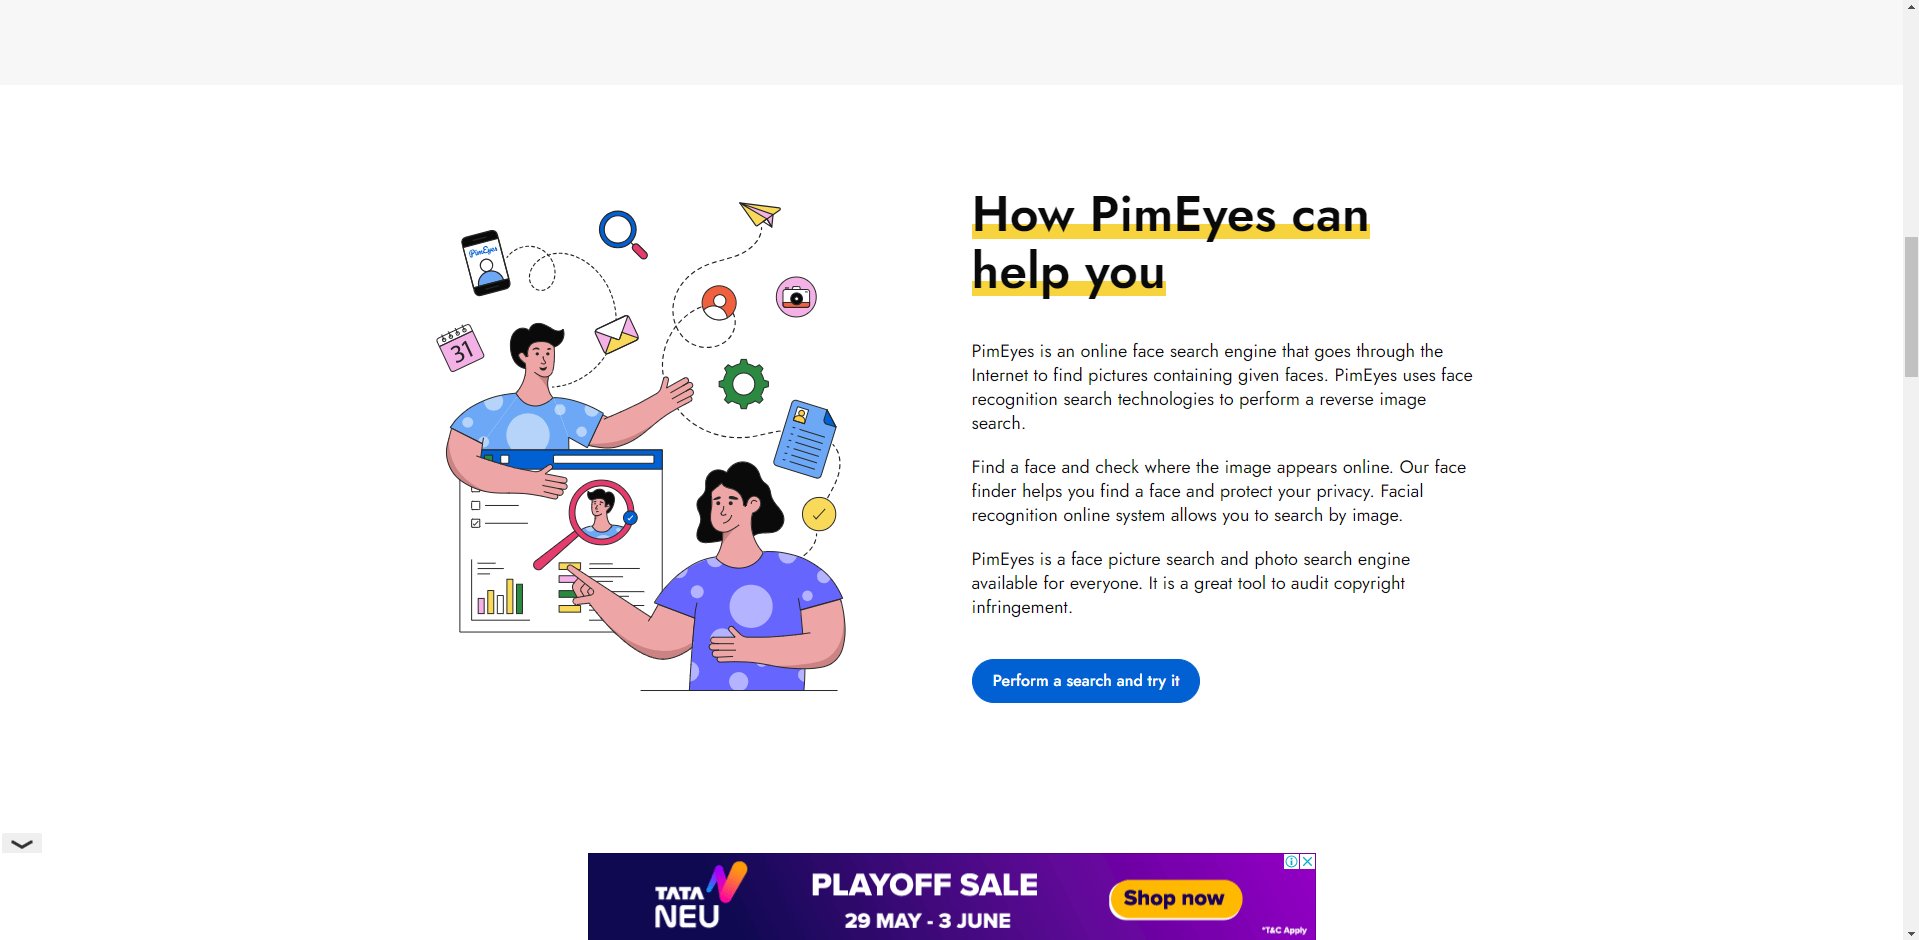 PimEyes
31
How PimEyes can
help you
PimEyes is an online face search engine that goes through the
Internet to find pictures containing given faces. PimEyes uses face
recognition search technologies to perform a reverse image
search.
Find a face and check where the image appears online. Our face
finder helps you find a face and protect your privacy. Facial
recognition online system allows you to search by image.
PimEyes is a face picture search and photo search engine
available for everyone. It is a great tool to audit copyright
infringement.
Perform a search and try it
TATA
NEU
PLAYOFF SALE
29 MAY - 3 JUNE
Shop now
*T&C Apply